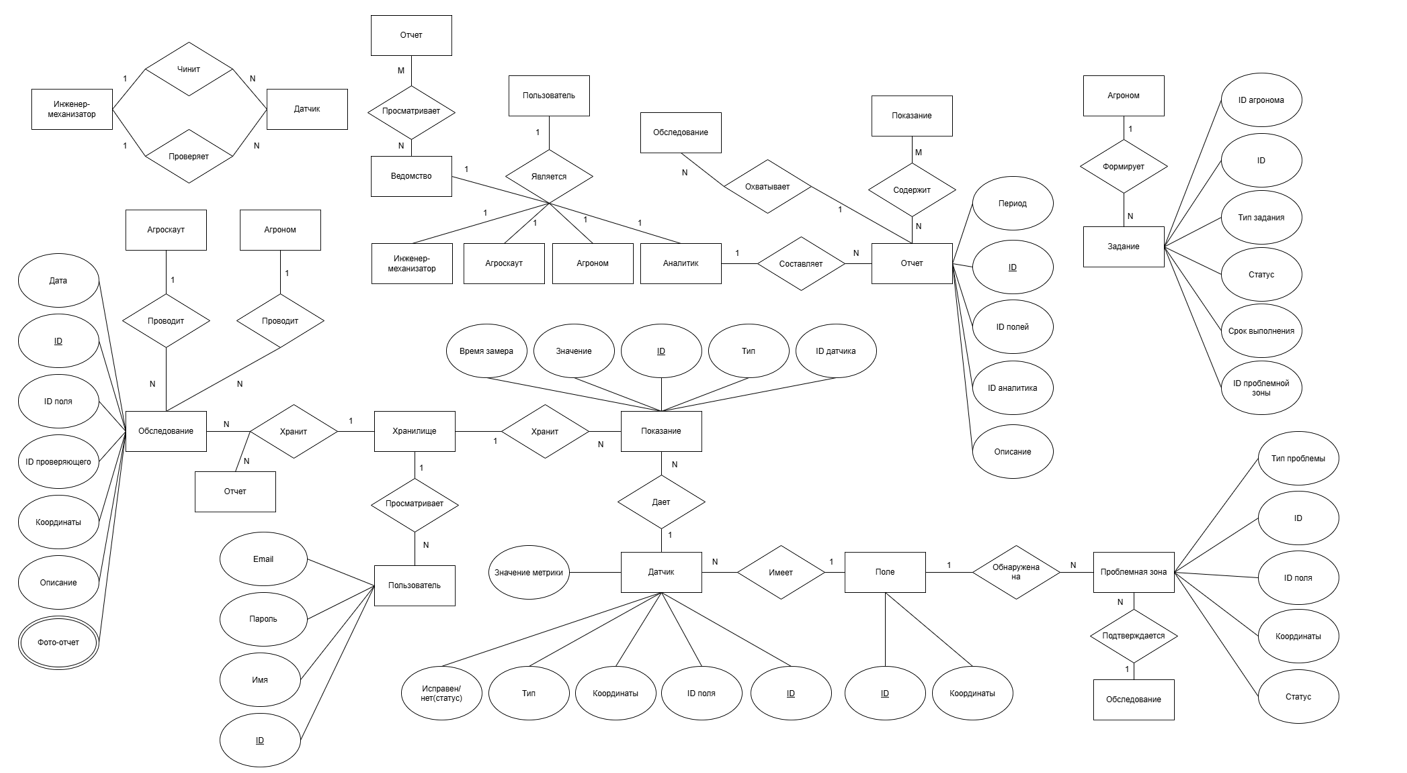 Отчет
M
Просматривает
N
Ведомство
1
Чинит
1
N
Инженер-
механизатор
Датчик
1
N
Проверяет
Пользователь
1
Является
1
1
1
1
Инженер-
механизатор
Агроскаут
Агроном
Аналитик
Обследование
N
Охватывает
1
Показание
M
Содержит
N
1
Составляет
N
Отчет
Период
ID
ID полей
ID аналитика
Описание
Агроном
1
Формирует
N
Задание
ID агронома
ID
Тип задания
Статус
Срок выполнения
ID проблемной
зоны
Агроскаут
Агроном
1
1
Проводит
Проводит
N
N
Дата
ID
ID поля
ID проверяющего
Координаты
Описание
Фото-отчет
Обследование
N
Хранит
1
N
Отчет
Хранилище
1
Хранит
N
Показание
Время замера
Значение
ID
Тип
ID датчика
1
Просматривает
N
Пользователь
Email
Пароль
Имя
ID
N
Дает
1
Значение метрики
Датчик
N
Имеет
1
Поле
1
Обнаружена
на
N
Проблемная зона
Исправен/
нет(статус)
Тип
Координаты
ID поля
ID
ID
Координаты
Тип проблемы
ID
ID поля
Координаты
Статус
N
Подтверждается
1
Обследование